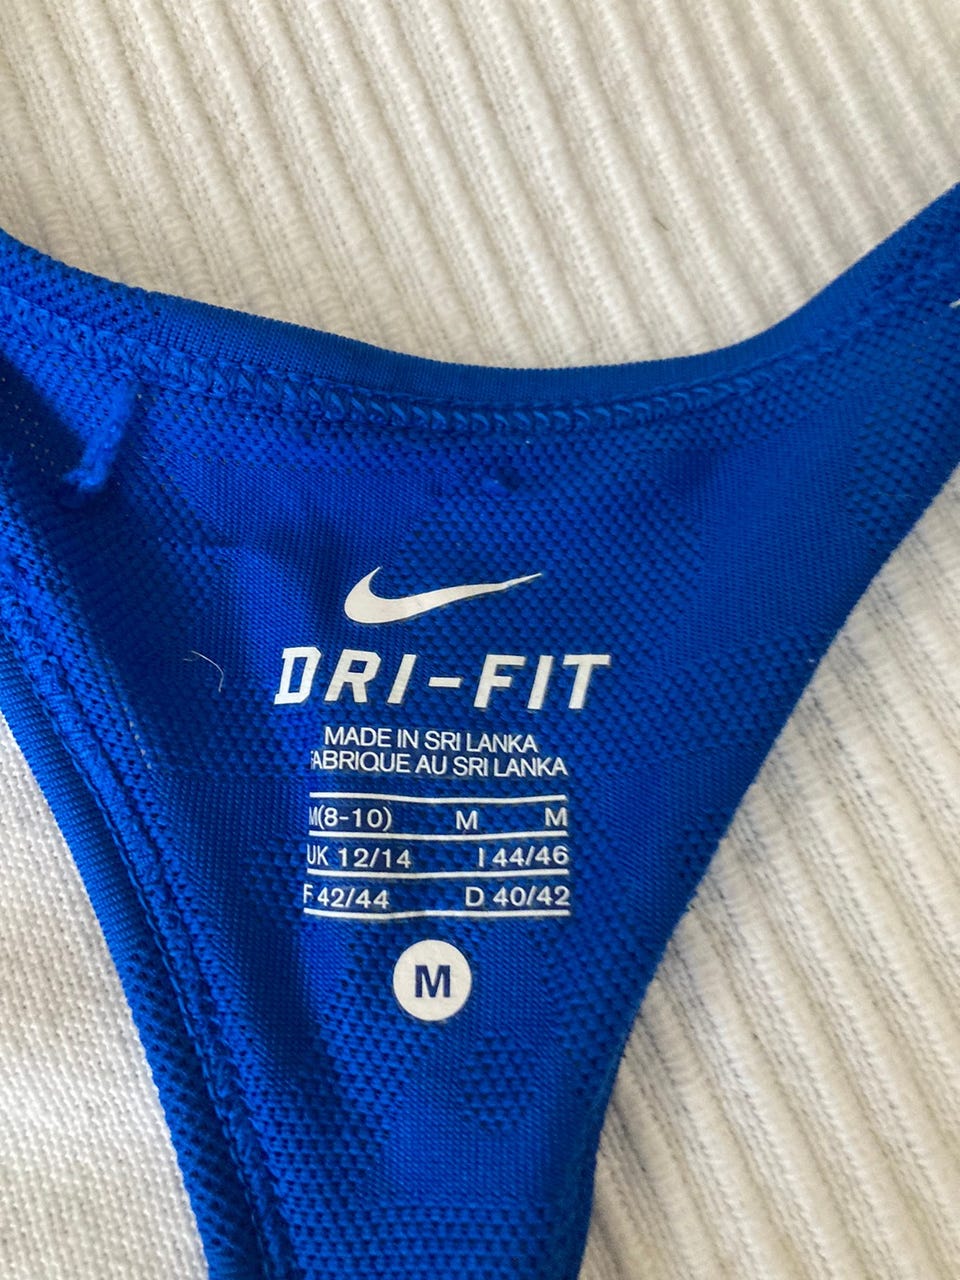 DRI-FIT
MADE IN SRI LANKA
FABRIQUE AU SRI LANKA
M(8-10) M M
UK 12/14 I 44/46
F 42/44 D 40/42
M